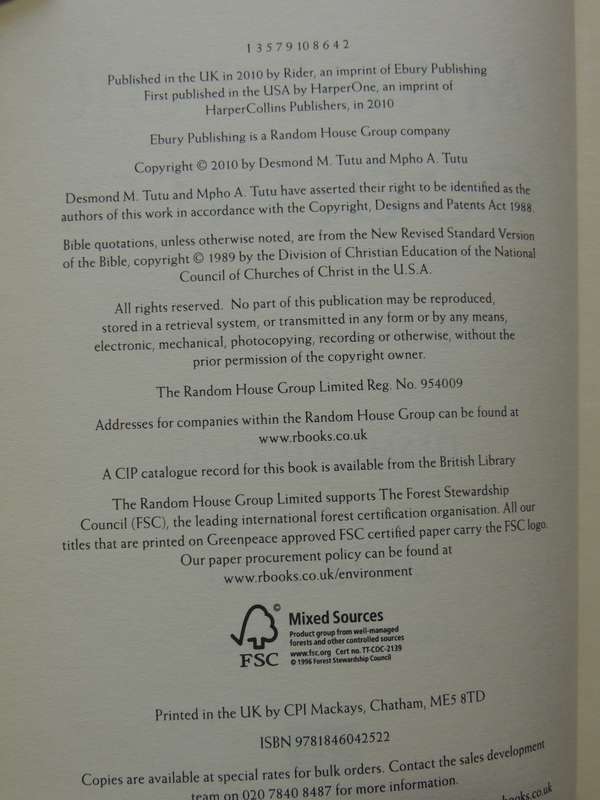 1 3 5 7 9 10 8 6 4 2
Published in the UK in 2010 by Rider, an imprint of Ebury Publishing
First published in the USA by HarperOne, an imprint of
HarperCollins Publishers, in 2010
Ebury Publishing is a Random House Group company
Copyright © 2010 by Desmond M. Tutu and Mpho A. Tutu
Desmond M. Tutu and Mpho A. Tutu have asserted their right to be identified as the
authors of this work in accordance with the Copyright, Designs and Patents Act 1988.
Bible quotations, unless otherwise noted, are from the New Revised Standard Version
of the Bible, copyright © 1989 by the Division of Christian Education of the National
Council of Churches of Christ in the U.S.A.
All rights reserved. No part of this publication may be reproduced,
stored in a retrieval system, or transmitted in any form or by any means,
electronic, mechanical, photocopying, recording or otherwise, without the
prior permission of the copyright owner.
The Random House Group Limited Reg. No. 954009
Addresses for companies within the Random House Group can be found at
www.rbooks.co.uk
A CIP catalogue record for this book is available from the British Library
The Random House Group Limited supports The Forest Stewardship
Council (FSC), the leading international forest certification organisation. All our
titles that are printed on Greenpeace approved FSC certified paper carry the FSC logo.
Our paper procurement policy can be found at
www.rbooks.co.uk/environment
©
FSC
Mixed Sources
Product group from well-managed
forests and other controlled sources
www.fsc.org Cert no. TT-COC-2139
© 1996 Forest Stewardship Council
Printed in the UK by CPI Mackays, Chatham, ME5 8TD
ISBN 9781846042522
Copies are available at special rates for bulk orders. Contact the sales development
team on 020 7840 8487 for more information.